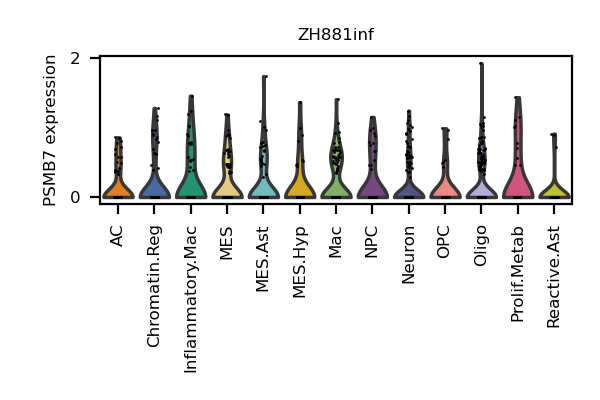 ZH881inf
PSMB7 expression
2
0
AC
Chromatin.Reg
Inflammatory.Mac
MES
MES.Ast
MES.Hyp
Mac
NPC
Neuron
OPC
Oligo
Prolif.Metab
Reactive.Ast